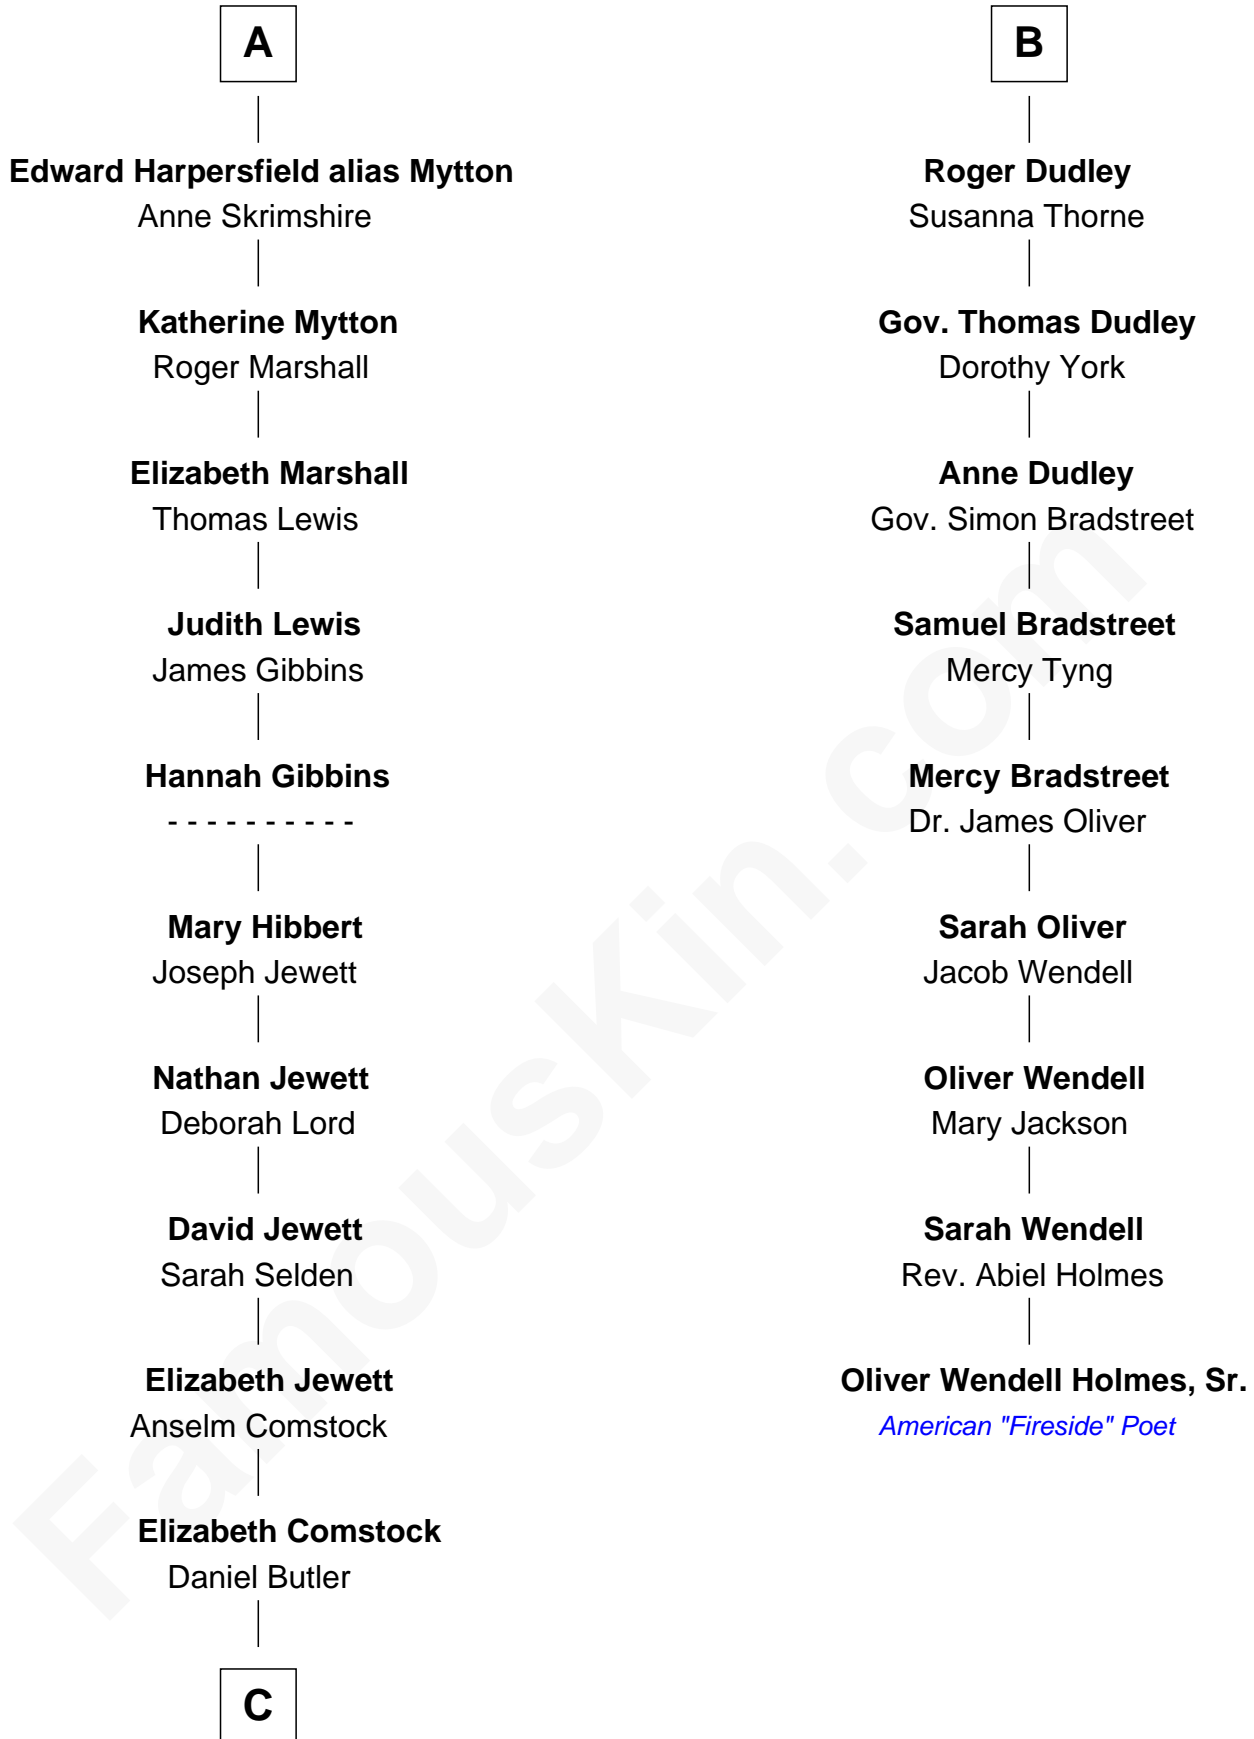 A
Edward Harpersfield alias Mytton
Anne Skrimshire
Katherine Mytton
Roger Marshall
Elizabeth Marshall
Thomas Lewis
Judith Lewis
James Gibbins
Hannah Gibbins
- - - - - - - - - -
Mary Hibbert
Joseph Jewett
Nathan Jewett
Deborah Lord
David Jewett
Sarah Selden
Elizabeth Jewett
Anselm Comstock
Elizabeth Comstock
Daniel Butler
C
B
Roger Dudley
Susanna Thorne
Gov. Thomas Dudley
Dorothy York
Anne Dudley
Gov. Simon Bradstreet
Samuel Bradstreet
Mercy Tyng
Mercy Bradstreet
Dr. James Oliver
Sarah Oliver
Jacob Wendell
Oliver Wendell
Mary Jackson
Sarah Wendell
Rev. Abiel Holmes
Oliver Wendell Holmes, Sr.
American "Fireside" Poet
FamousKin.com